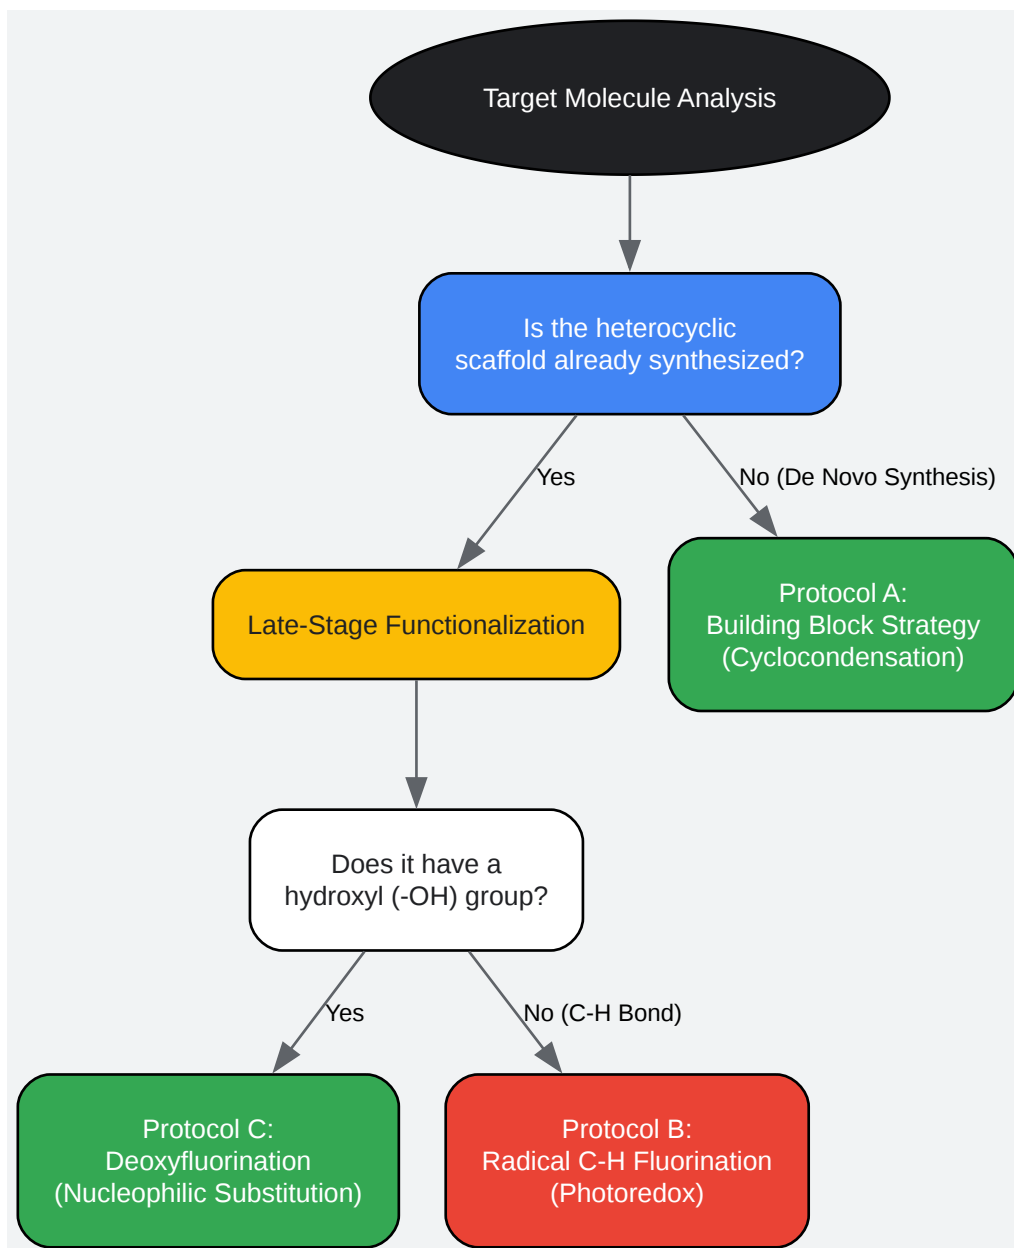 Target Molecule Analysis
Is the heterocyclic
scaffold already synthesized?
Yes
No (De Novo Synthesis)
Late-Stage Functionalization
Protocol A:
Building Block Strategy
(Cyclocondensation)
Does it have a
hydroxyl (-OH) group?
Yes
No (C-H Bond)
Protocol C:
Deoxyfluorination
(Nucleophilic Substitution)
Protocol B:
Radical C-H Fluorination
(Photoredox)